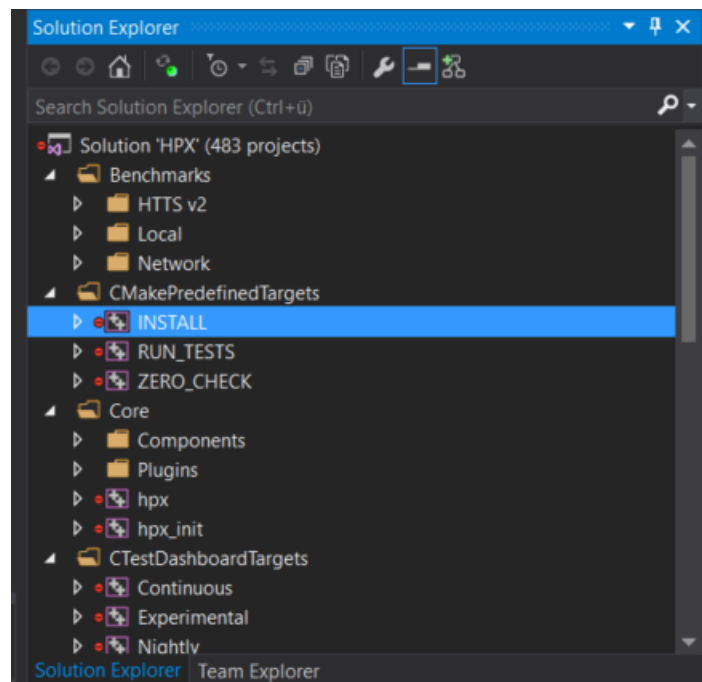 Solution Explorer
Search Solution Explorer (Ctrl+ü)
Solution 'HPX' (483 projects)
Benchmarks
HTTS v2
Local
Network
CMakePredefinedTargets
INSTALL
RUN_TESTS
ZERO_CHECK
Core
Components
Plugins
hpx
hpx_init
CTestDashboardTargets
Continuous
Experimental
Nightly
Solution Explorer Team Explorer